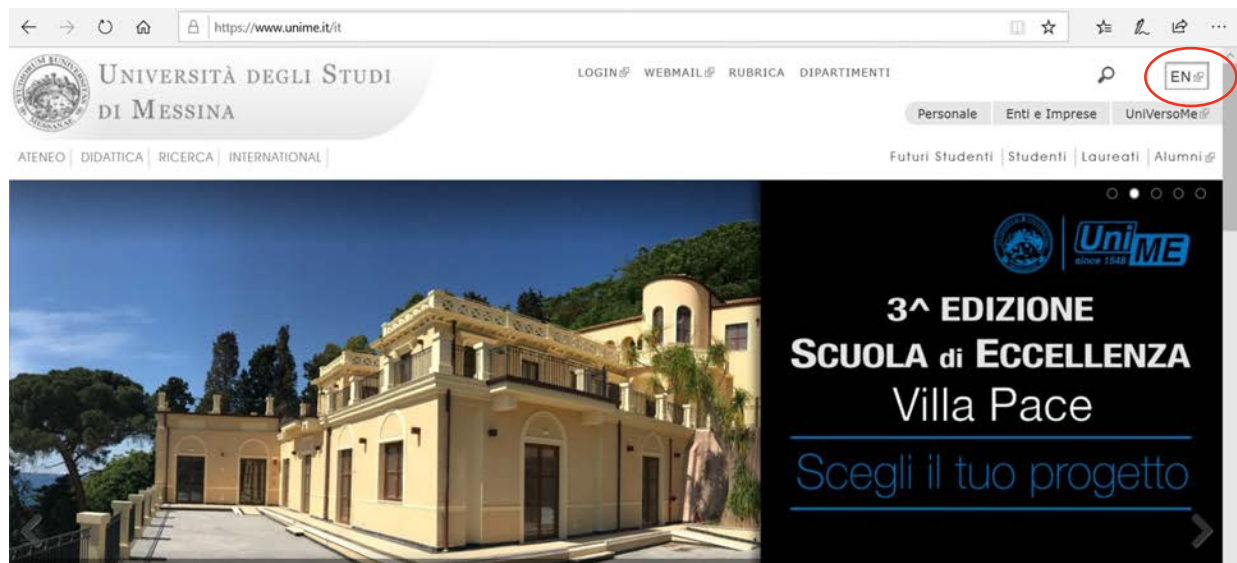 https://www.unime.it/it
UNIVERSITÀ DEGLI STUDI
DI MESSINA
LOGIN WEBMAIL RUBRICA DIPARTIMENTI
EN
Personale Enti e Imprese UniVersoMe
ATENEO DIDATTICA RICERCA INTERNATIONAL
Futuri Studenti Studenti Laureati Alumni
Uni ME
since 1548
3^ EDIZIONE
SCUOLA di ECCELLENZA
Villa Pace
Scegli il tuo progetto